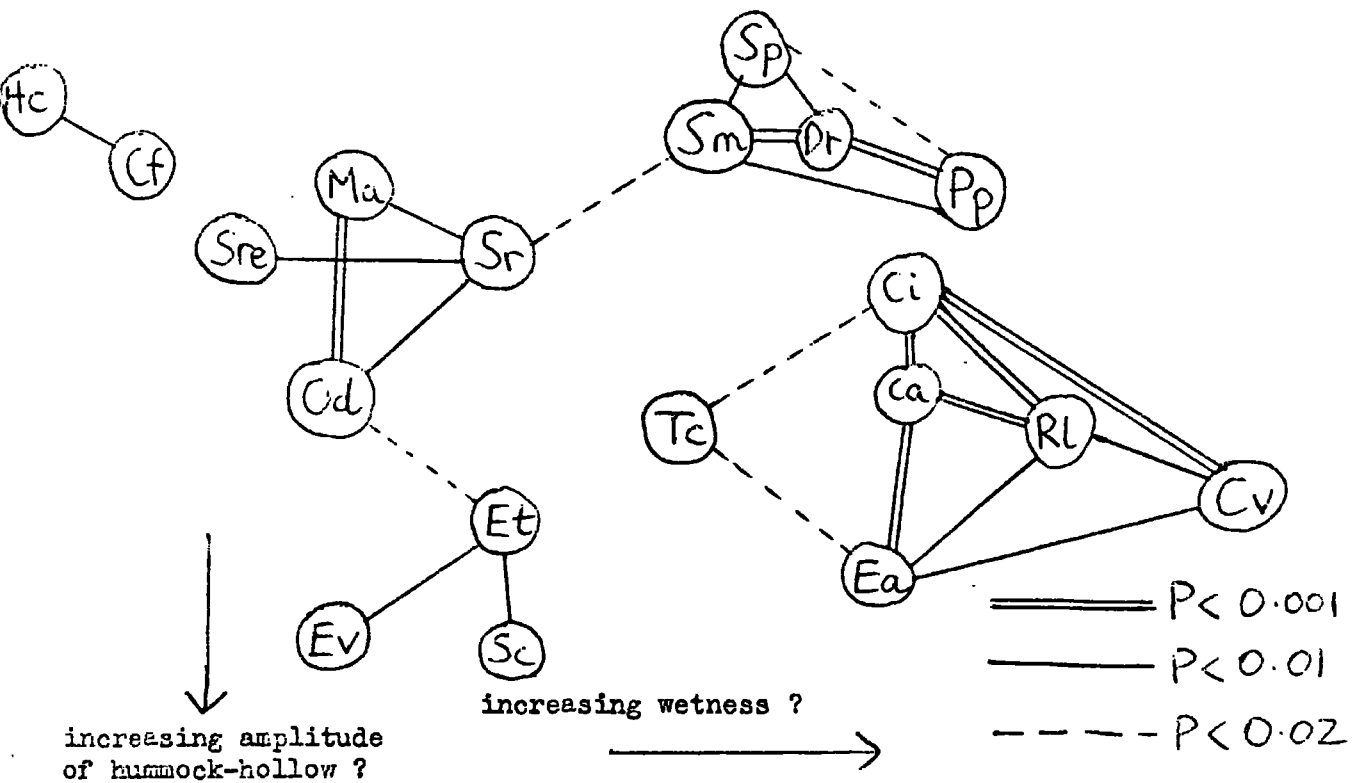 Sp
Hc
Sm
Dr
Cf
Ma
Pp
Sre
Sr
Ci
Od
Ca
Tc
Rl
Et
Cv
Ea
Ev
Sc
P< 0.001
P< 0.01
P< 0.02
increasing wetness ?
increasing amplitude
of hummock-hollow ?